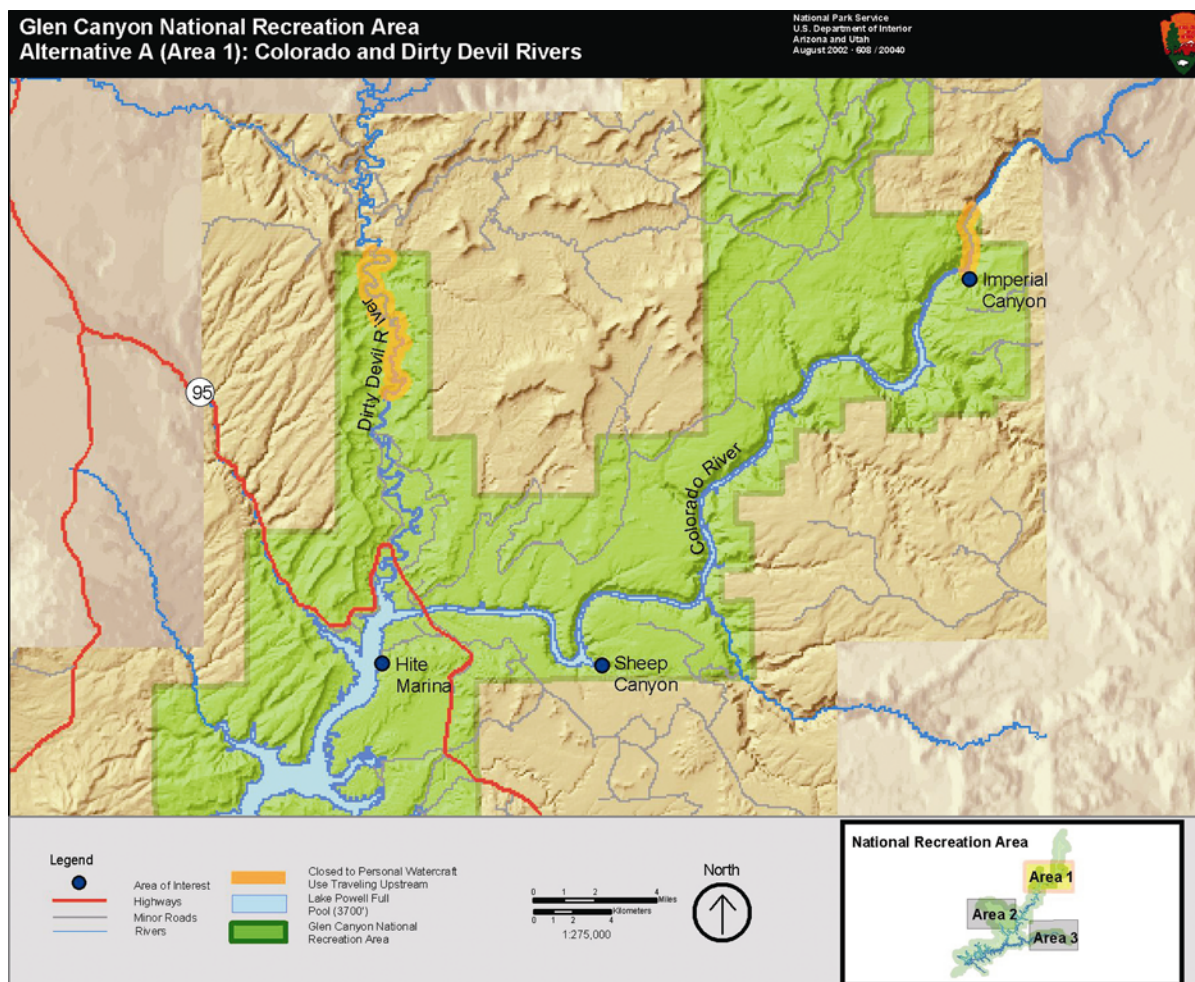 Glen Canyon National Recreation Area
Alternative A (Area 1): Colorado and Dirty Devil Rivers
National Park Service
U.S. Department of Interior
Arizona and Utah
August 2002 · 608 / 20040
Imperial
Canyon
Dirty Devil River
95
Colorado River
Hite
Marina
Sheep
Canyon
Legend
Area of Interest
Highways
Minor Roads
Rivers
Closed to Personal Watercraft
Use Traveling Upstream
Lake Powell Full
Pool (3700')
Glen Canyon National
Recreation Area
0 1 2 4 Miles
0 1 2 4 Kilometers
1:275,000
North
National Recreation Area
Area 1
Area 2
Area 3